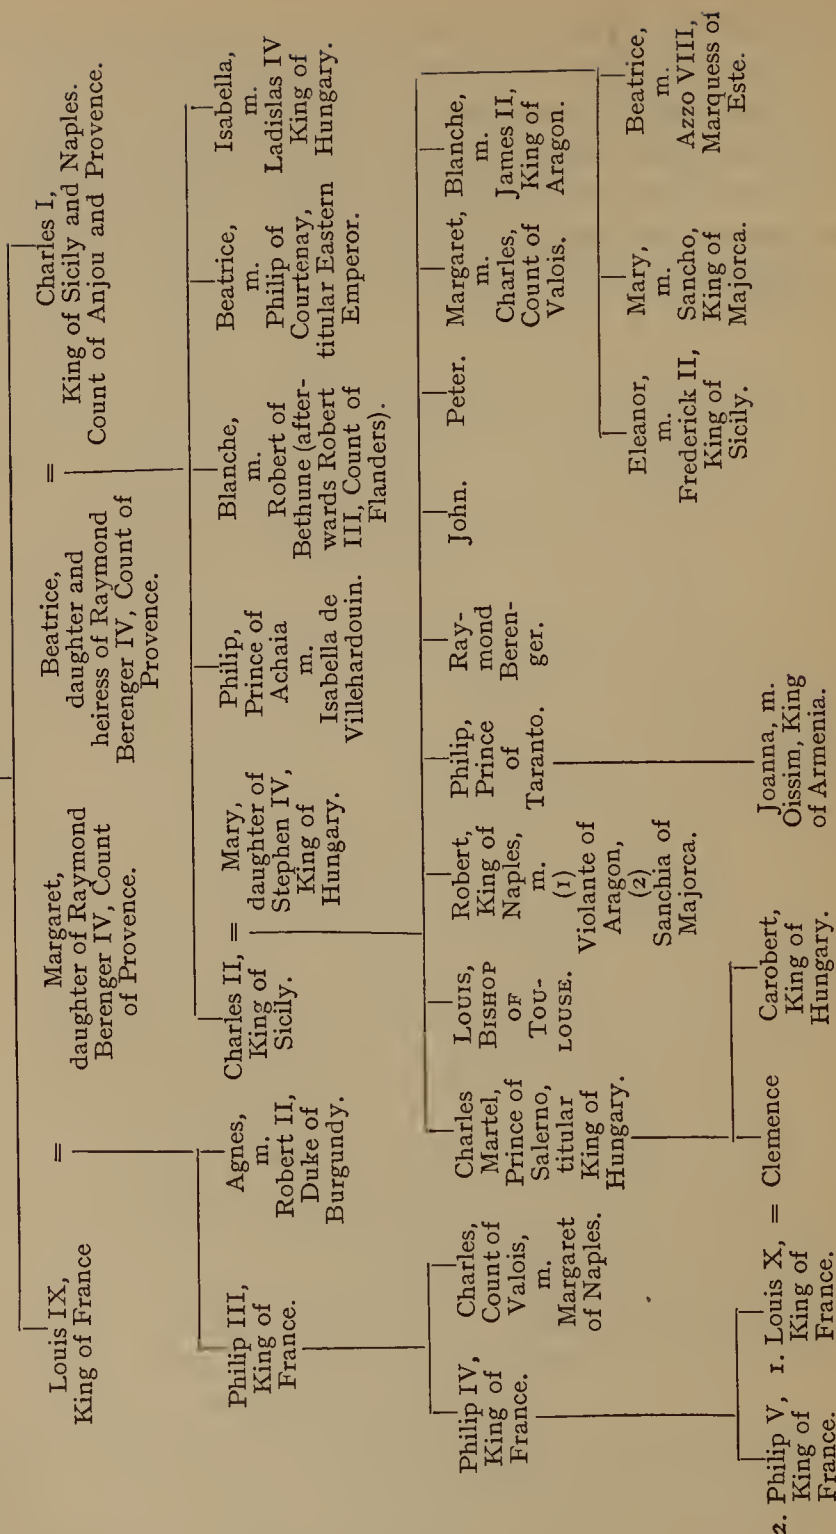 Louis IX,
King of France
=
Margaret,
daughter of Raymond
Berenger IV, Count
of Provence.
Beatrice,
daughter and
heiress of Raymond
Berenger IV, Count of
Provence.
=
Charles I,
King of Sicily and Naples.
Count of Anjou and Provence.
Philip III,
King of
France.
Agnes,
m.
Robert II,
Duke of
Burgundy.
Charles II,
King of
Sicily.
=
Mary,
daughter of
Stephen IV,
King of
Hungary.
Philip,
Prince of
Achaia
m.
Isabella de
Villehardouin.
Blanche,
m.
Robert of
Bethune (after-
wards Robert
III, Count of
Flanders).
Beatrice,
m.
Philip of
Courtenay,
titular Eastern
Emperor.
Isabella,
m.
Ladislas IV
King of
Hungary.
Philip IV,
King of
France.
Charles,
Count of
Valois,
m.
Margaret
of Naples.
Charles
Martel,
Prince of
Salerno,
titular
King of
Hungary.
LOUIS,
BISHOP
OF
TOU-
LOUSE.
Robert,
King of
Naples,
m.
(1)
Violante of
Aragon,
(2)
Sanchia of
Majorca.
Philip,
Prince
of
Taranto.
Ray-
mond
Beren-
ger.
John.
Peter.
Margaret,
m.
Charles,
Count of
Valois.
Blanche,
m.
James II,
King of
Aragon.
Eleanor,
m.
Frederick II,
King of
Sicily.
Mary,
m.
Sancho,
King of
Majorca.
Beatrice,
m.
Azzo VIII,
Marquess of
Este.
2. Philip V,
King of
France.
1. Louis X,
King of
France.
= Clemence
Carobert,
King of
Hungary.
Joanna, m.
Oissim, King
of Armenia.